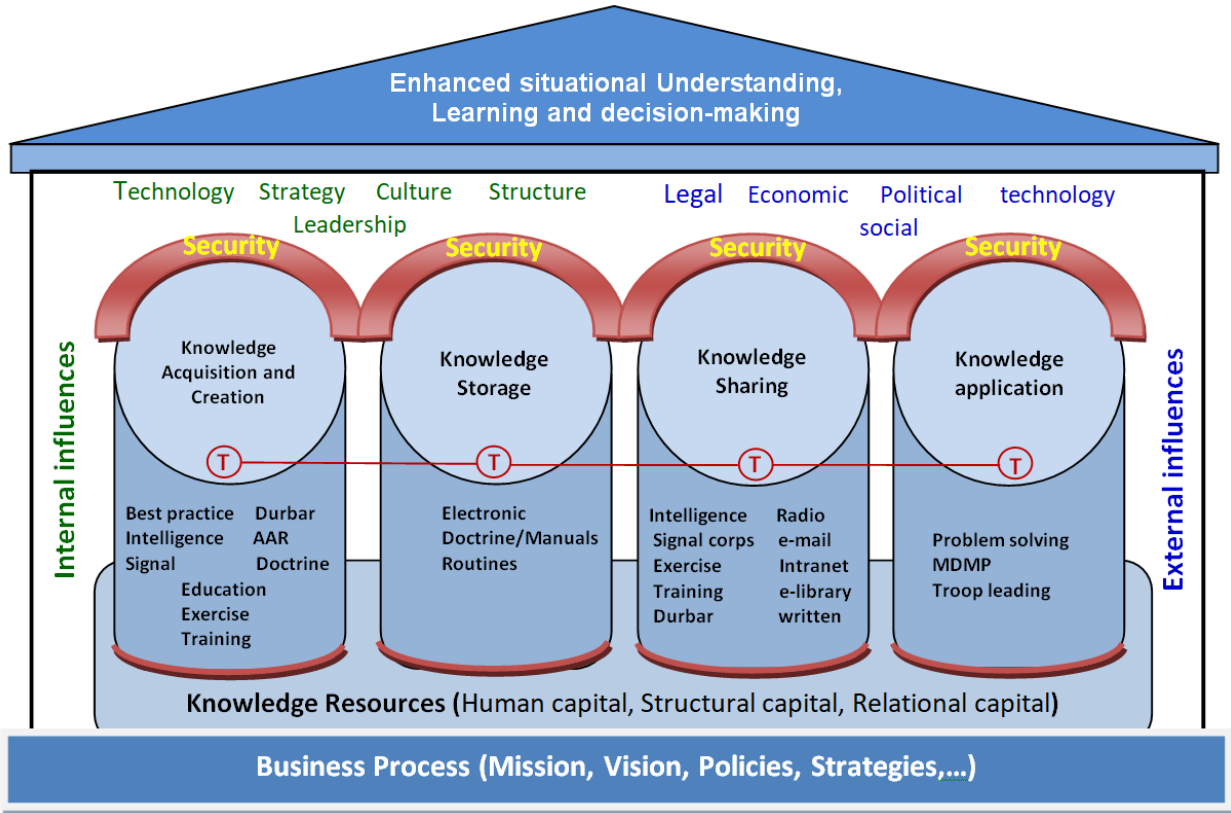 Enhanced situational Understanding,
Learning and decision-making
Technology Strategy Culture Structure
Leadership
Legal Economic Political technology
social
Security
Security
Security
Security
Internal influences
External influences
Knowledge
Acquisition and
Creation
T
Best practice Durbar
Intelligence AAR
Signal Doctrine
Education
Exercise
Training
Knowledge
Storage
T
Electronic
Doctrine/Manuals
Routines
Knowledge
Sharing
T
Intelligence Radio
Signal corps e-mail
Exercise Intranet
Training e-library
Durbar written
Knowledge
application
T
Problem solving
MDMP
Troop leading
Knowledge Resources (Human capital, Structural capital, Relational capital)
Business Process (Mission, Vision, Policies, Strategies,...)